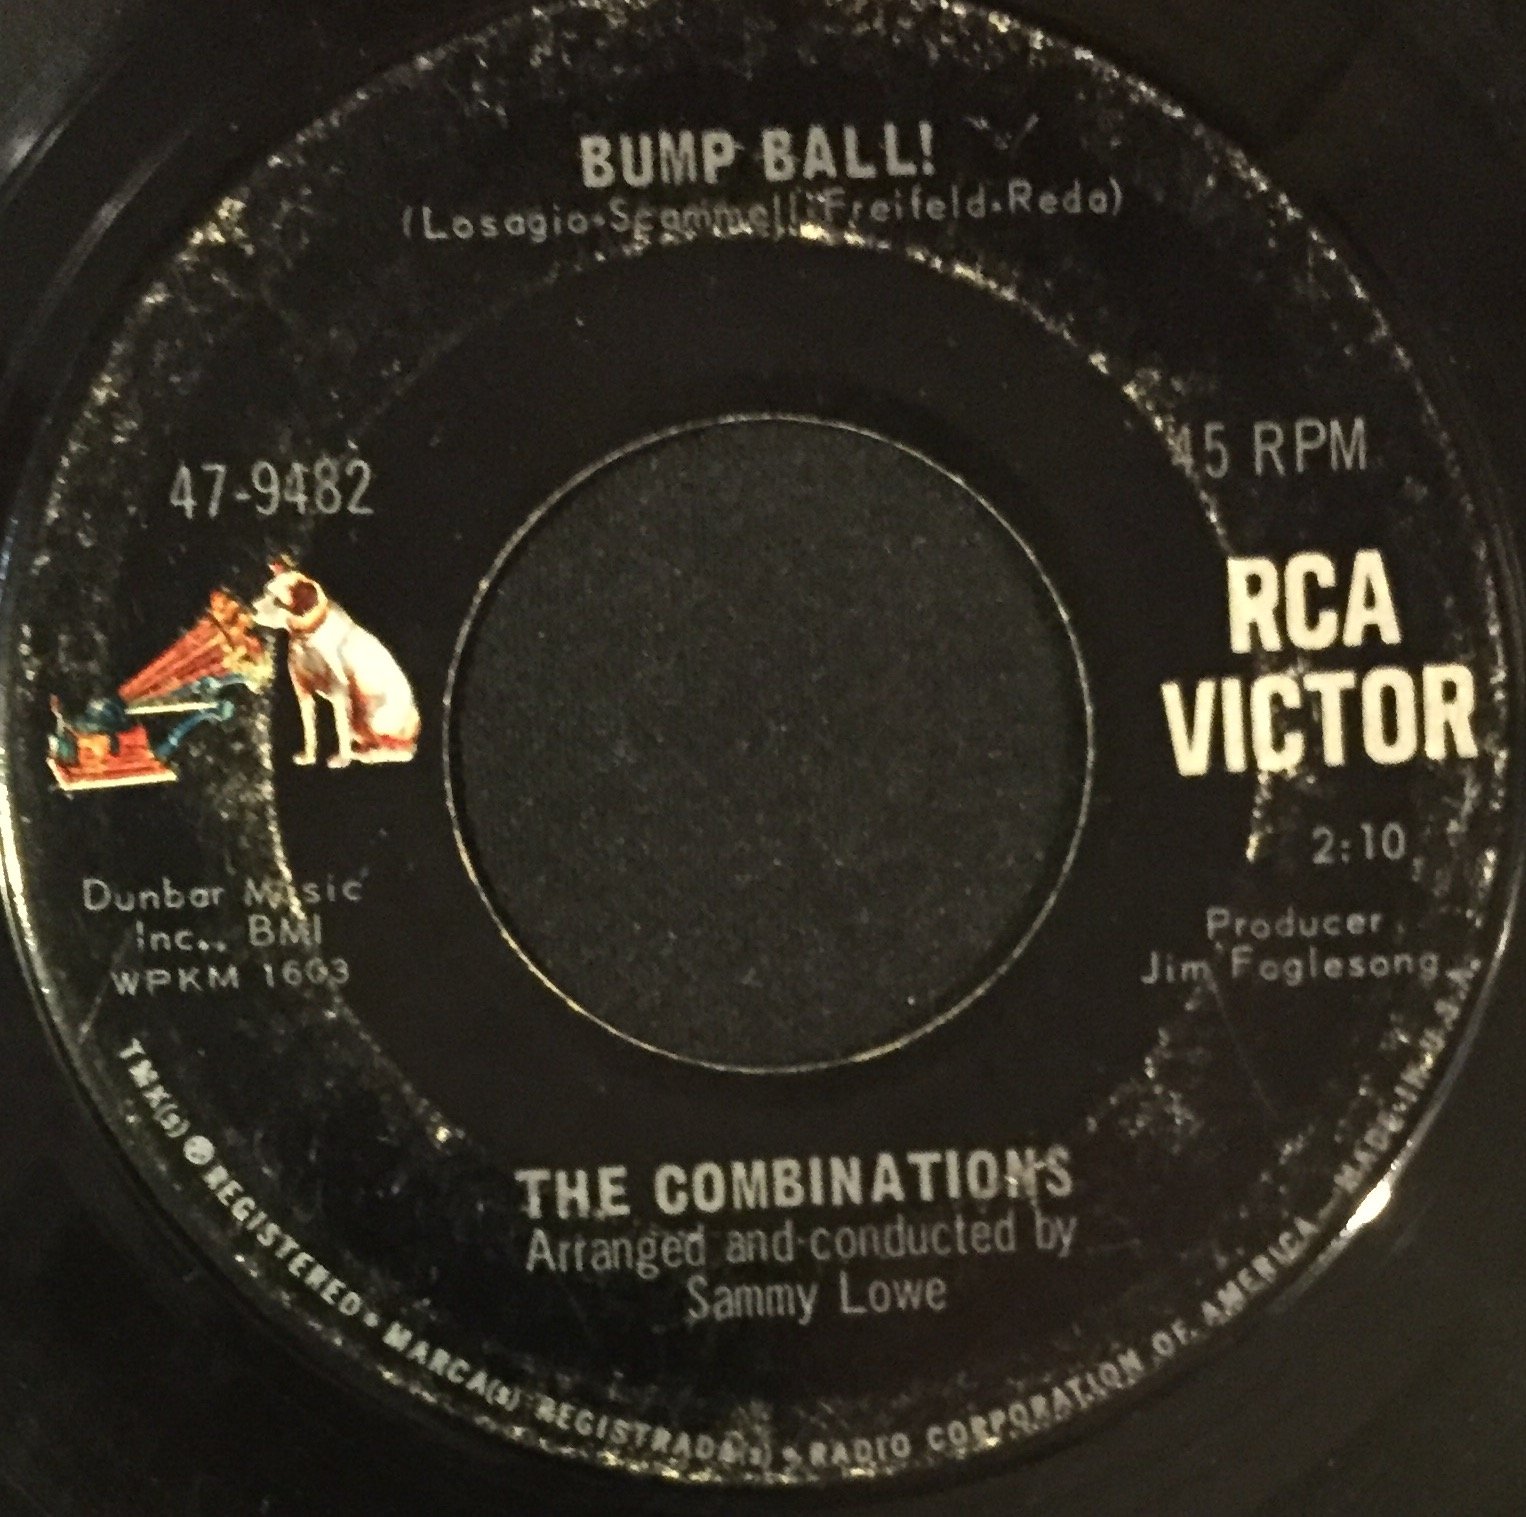 BUMP BALL!
(Losagio-Scammell-Freifeld-Reda)
47-9482
45 RPM
RCA
VICTOR
2:10
Dunbar Music
Inc., BMI
WPKM 1603
Producer
Jim Foglesong
THE COMBINATIONS
Arranged and conducted by
Sammy Lowe
TMK(s) ® REGISTERED • MARCA(s) REGISTRADA(s) • RADIO CORPORATION OF AMERICA—MADE IN U.S.A.